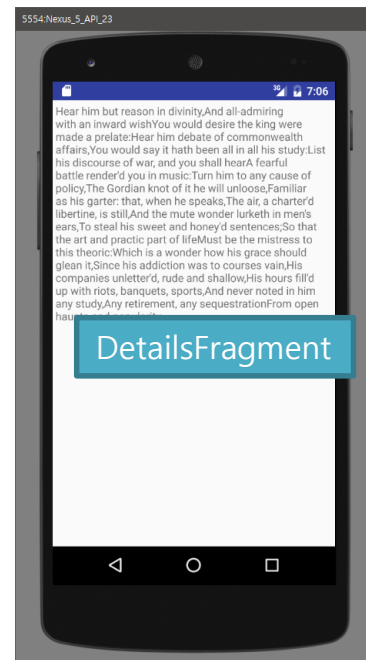 5554:Nexus_5_API_23
3G 7:06
Hear him but reason in divinity,And all-admiring
with an inward wishYou would desire the king were
made a prelate:Hear him debate of commonwealth
affairs,You would say it hath been all in all his study:List
his discourse of war, and you shall hearA fearful
battle render'd you in music:Turn him to any cause of
policy,The Gordian knot of it he will unloose,Familiar
as his garter: that, when he speaks,The air, a charter'd
libertine, is still,And the mute wonder lurketh in men's
ears,To steal his sweet and honey'd sentences;So that
the art and practic part of lifeMust be the mistress to
this theoric:Which is a wonder how his grace should
glean it,Since his addiction was to courses vain,His
companies unletter'd, rude and shallow,His hours fill'd
up with riots, banquets, sports,And never noted in him
any study,Any retirement, any sequestrationFrom open
DetailsFragment